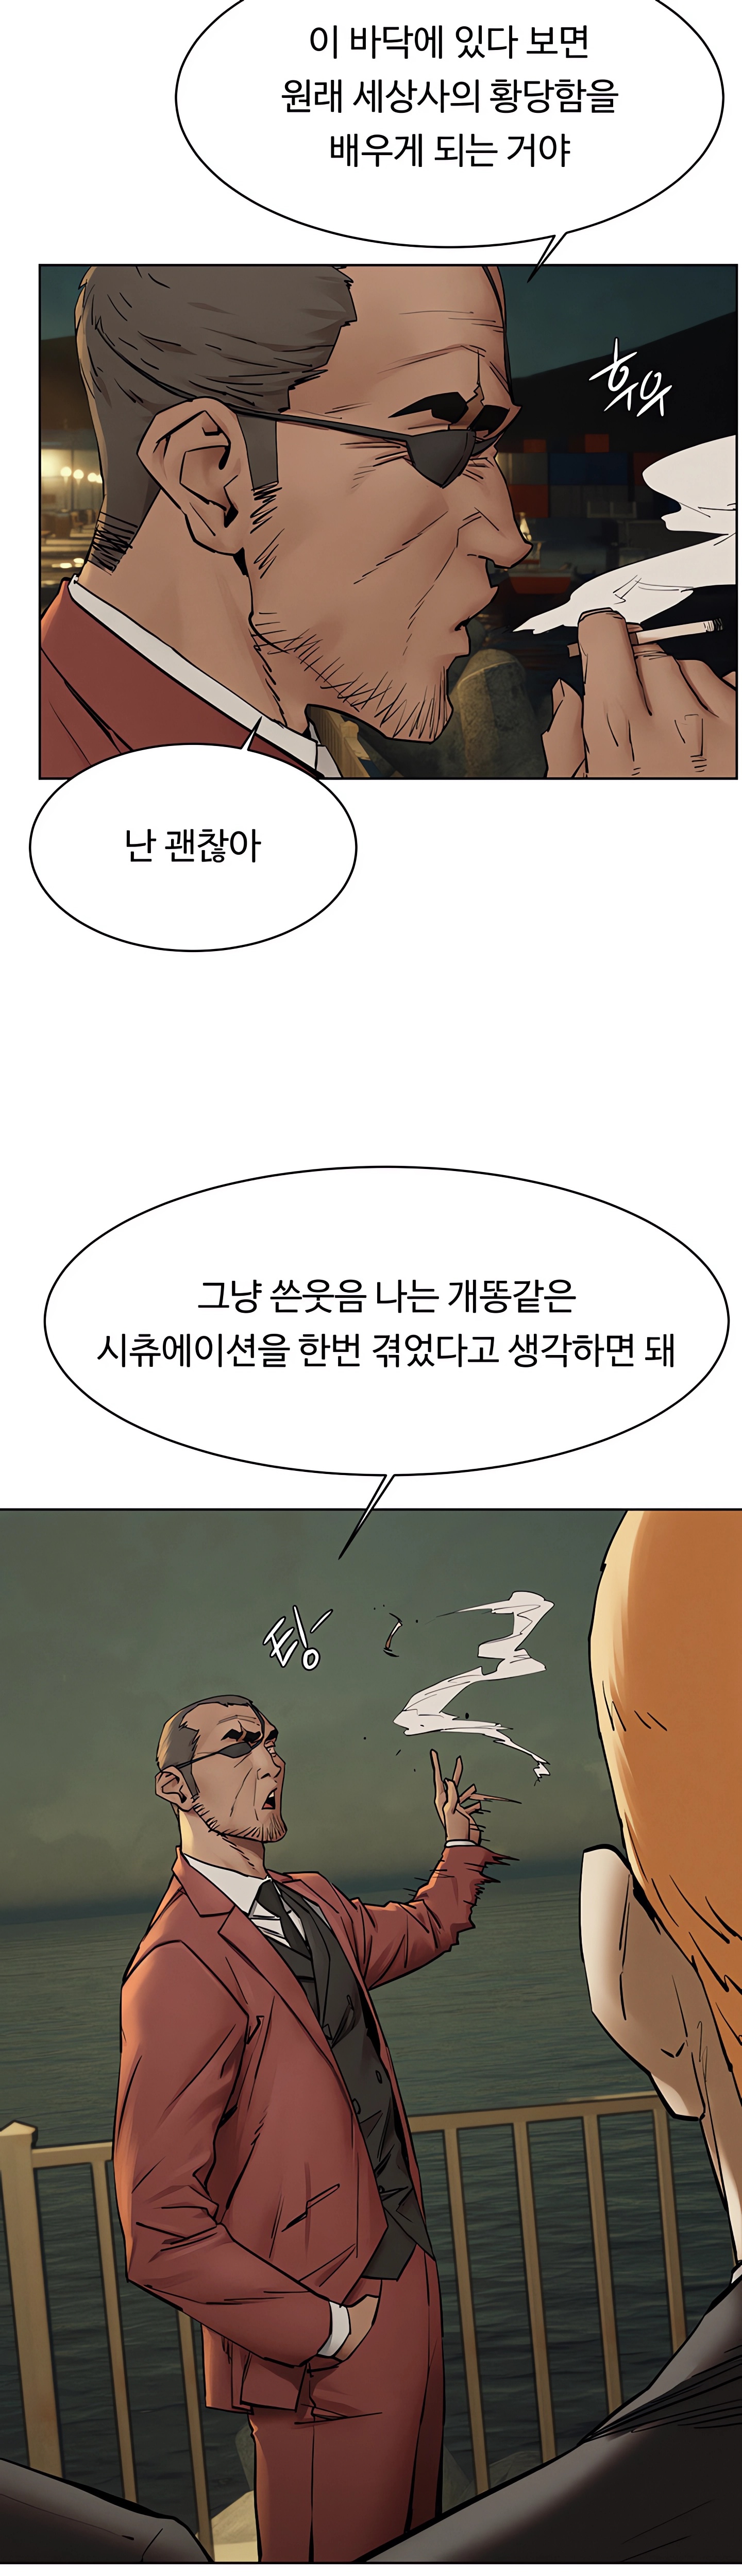 이 바닥에 있다 보면
원래 세상사의 황당함을
배우게 되는 거야
후우
난 괜찮아
그냥 쓴웃음 나는 개똥같은
시츄에이션을 한번 겪었다고 생각하면 돼
팅